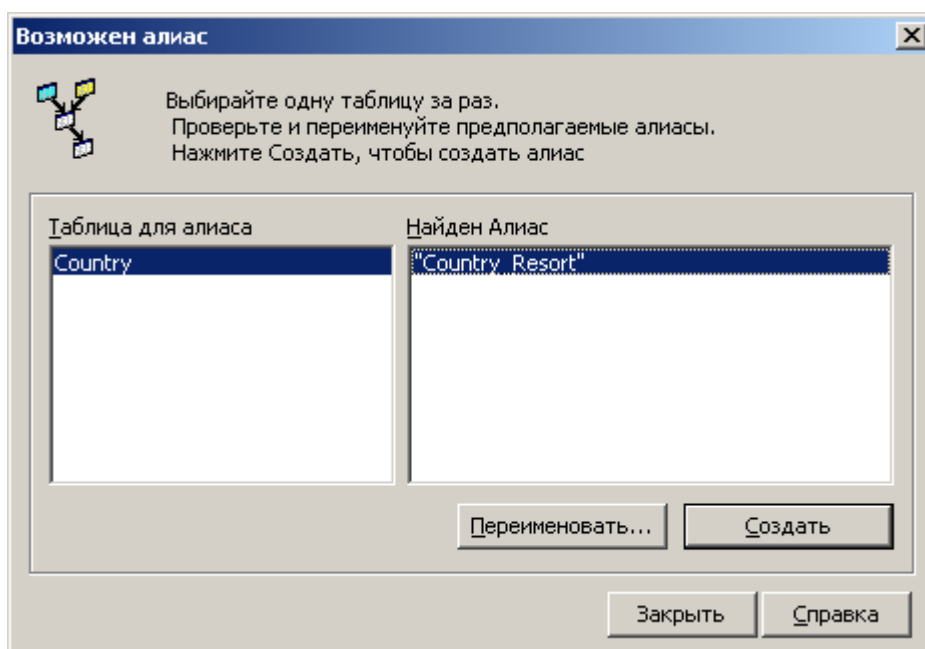 Возможен алиас
Выбирайте одну таблицу за раз.
Проверьте и переименуйте предполагаемые алиасы.
Нажмите Создать, чтобы создать алиас
Таблица для алиаса
Найден Алиас
Country
"Country_Resort"
Переименовать...
Создать
Закрыть
Справка